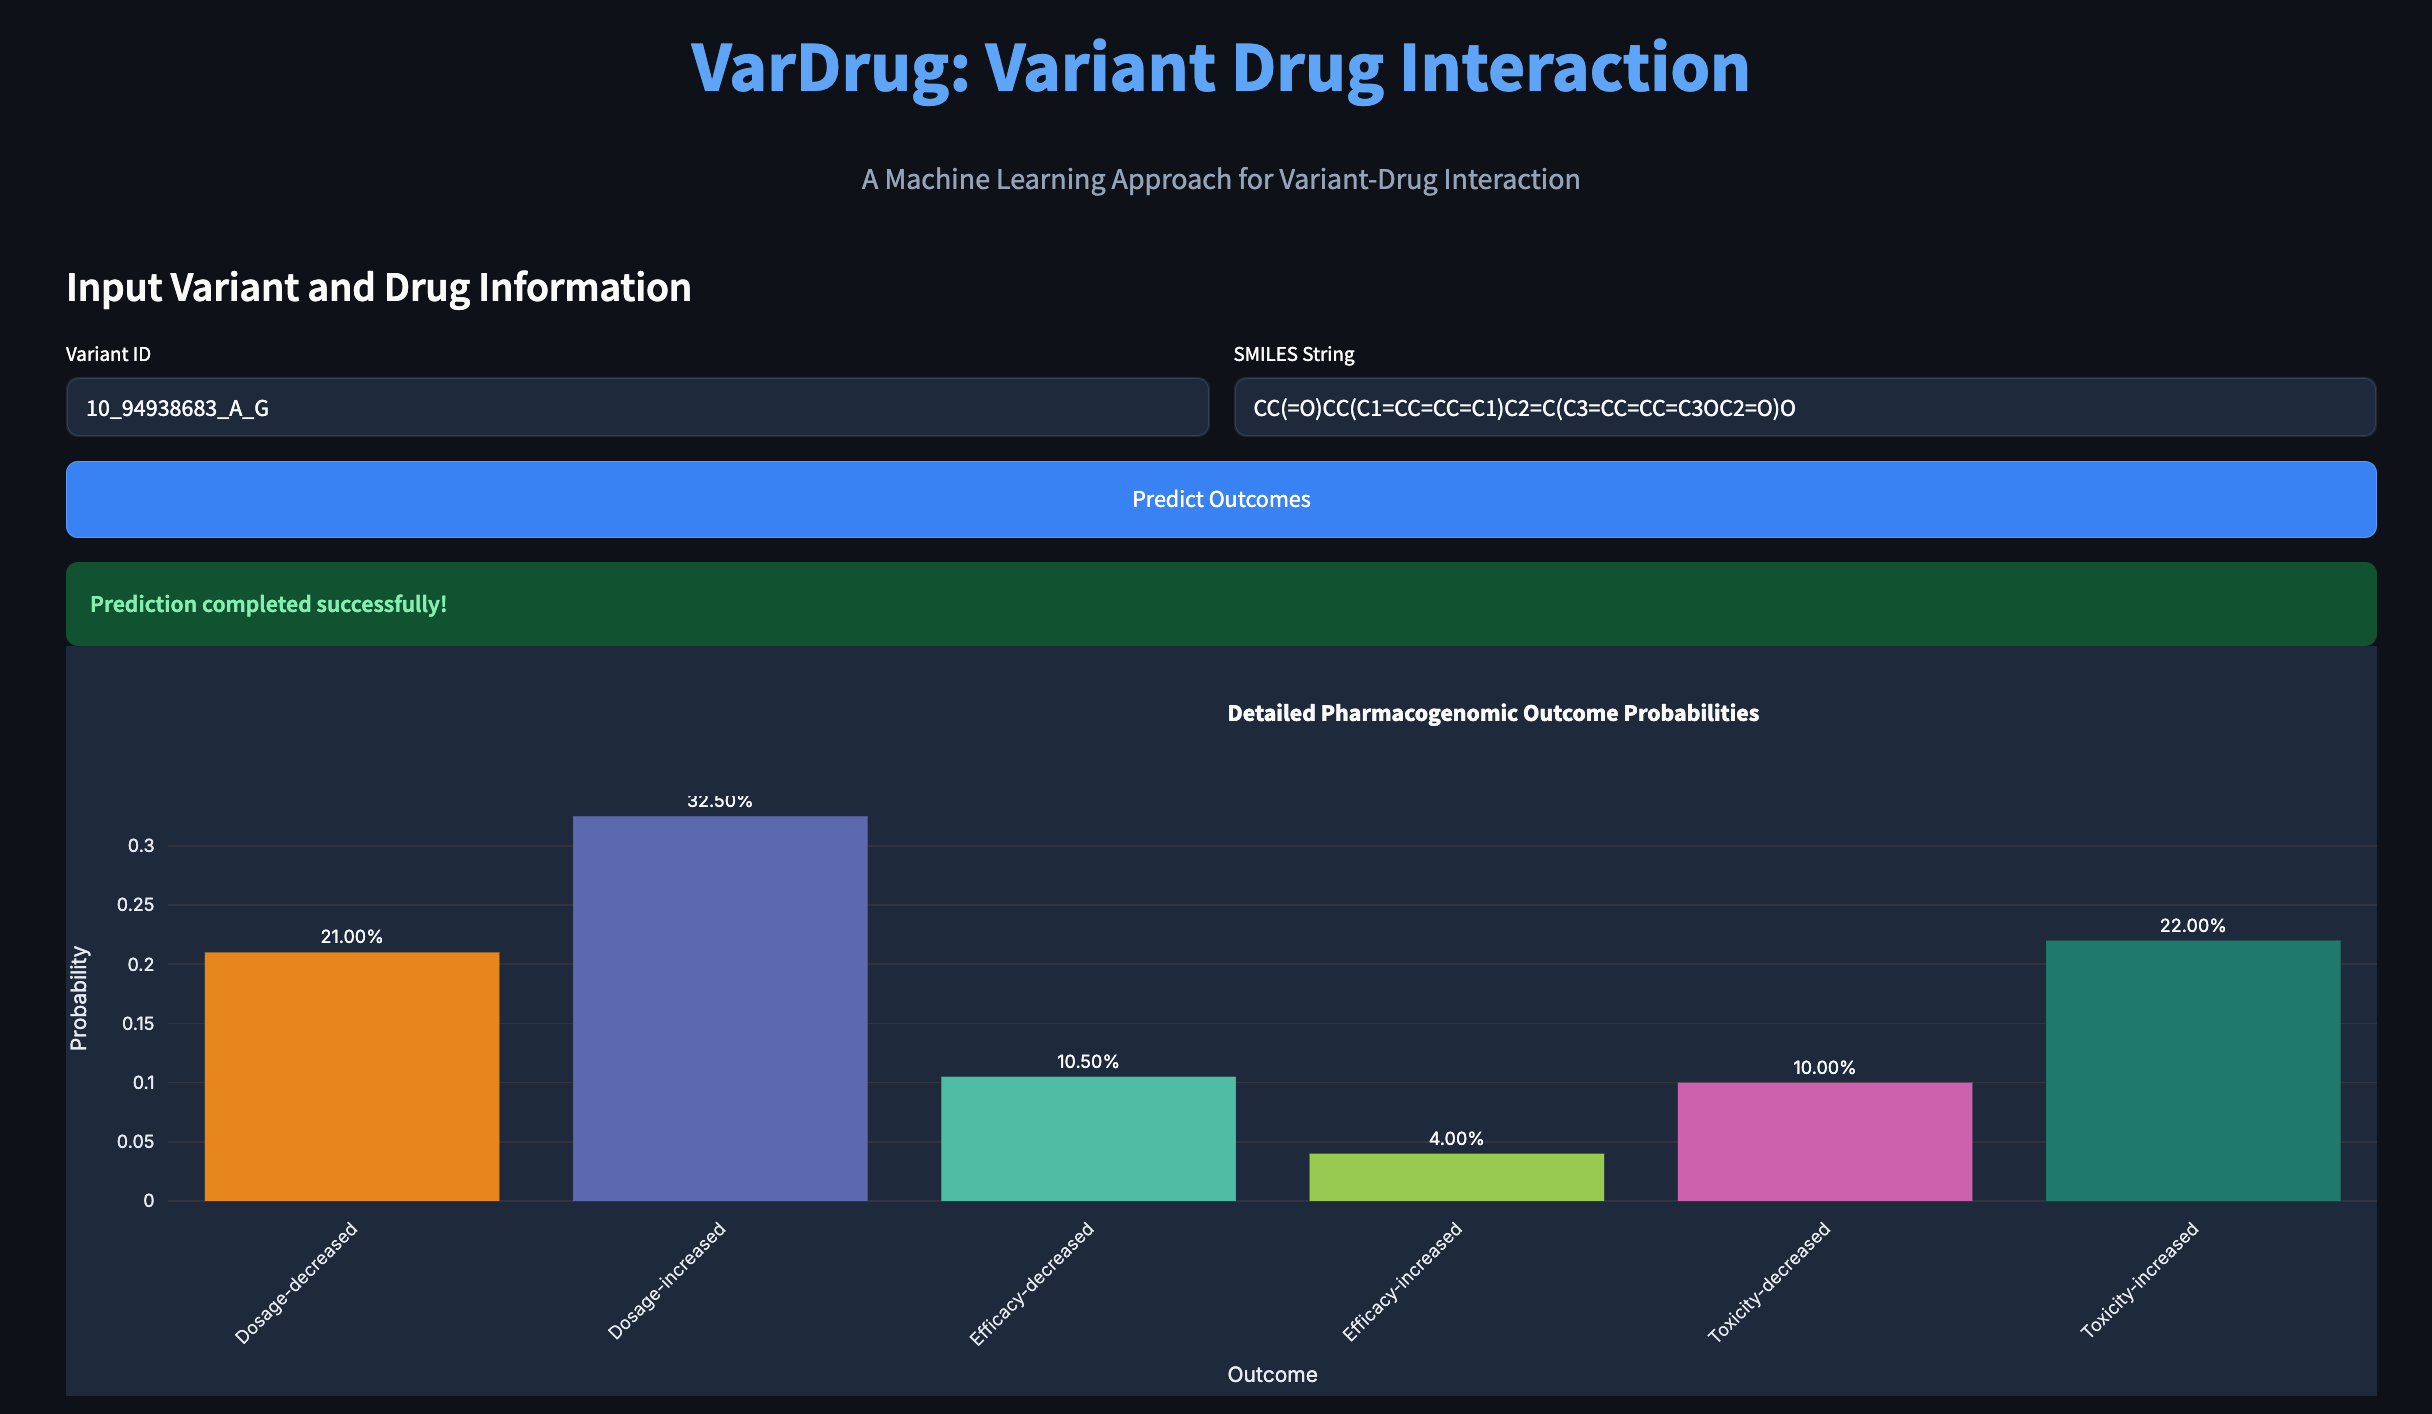 VarDrug: Variant Drug Interaction
A Machine Learning Approach for Variant-Drug Interaction
Input Variant and Drug Information
Variant ID
SMILES String
10_94938683_A_G
CC(=O)CC(C1=CC=CC=C1)C2=C(C3=CC=CC=C3OC2=O)O
Predict Outcomes
Prediction completed successfully!
Detailed Pharmacogenomic Outcome Probabilities
32.50%
0.3
0.25
22.00%
21.00%
0.2
Probability
0.15
10.50%
10.00%
0.1
4.00%
0.05
0
Dosage-decreased
Dosage-increased
Efficacy-decreased
Efficacy-increased
Toxicity-decreased
Toxicity-increased
Outcome